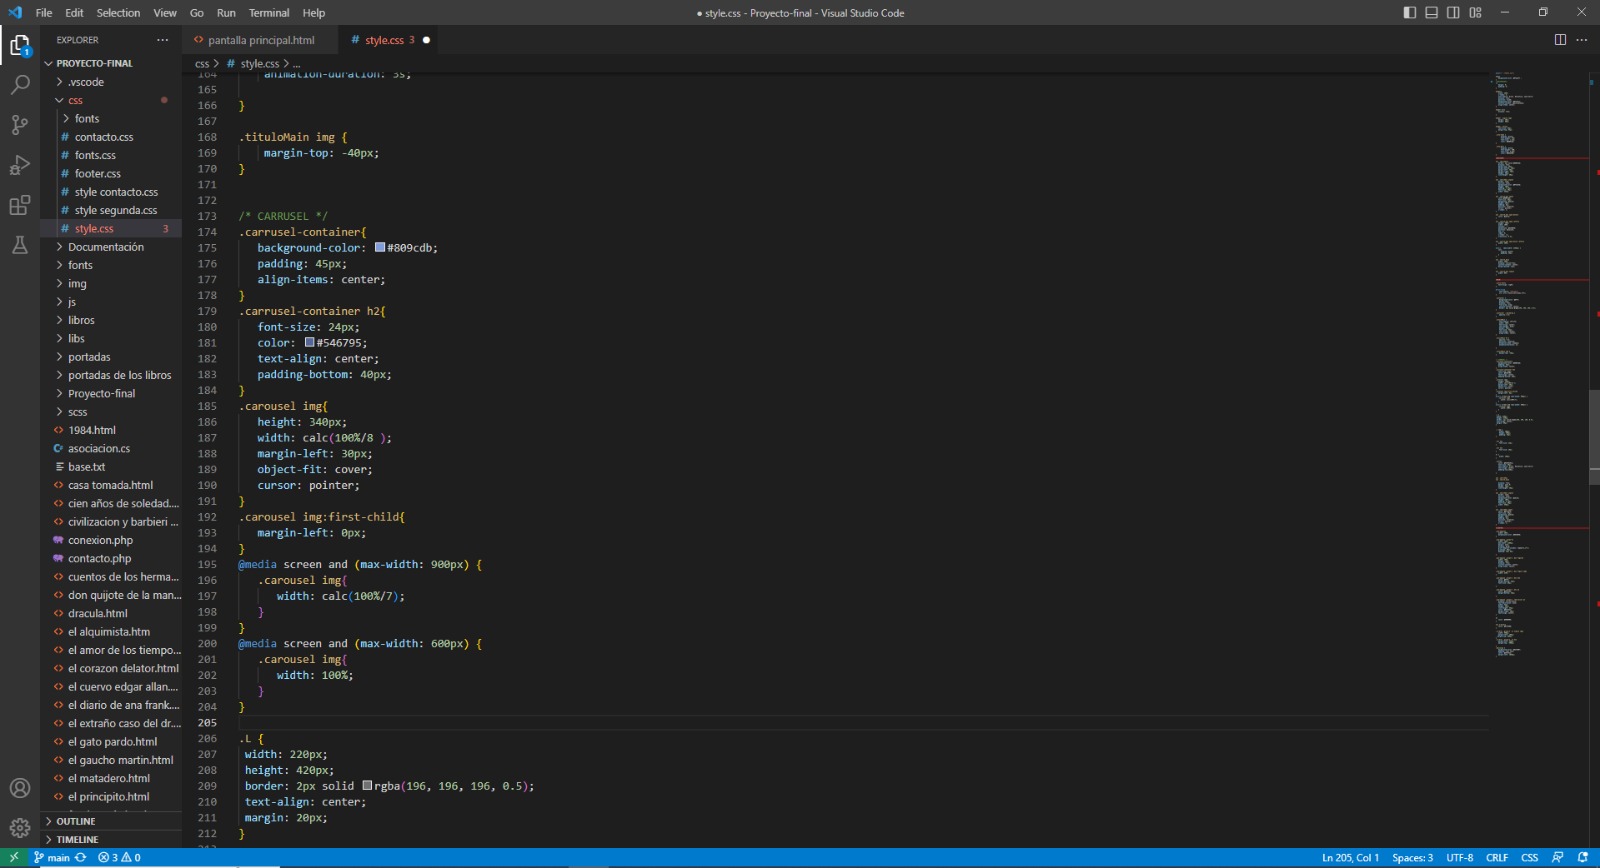 File Edit Selection View Go Run Terminal Help
● style.css - Proyecto-final - Visual Studio Code
EXPLORER ...
pantalla principal.html
# style.css 3 ●
PROYECTO-FINAL
css > # style.css > ...
.vscode
css
fonts
# contacto.css
# fonts.css
# footer.css
# style contacto.css
# style segunda.css
# style.css 3
Documentación
fonts
img
js
libros
libs
portadas
portadas de los libros
Proyecto-final
scss
1984.html
asociacion.cs
base.txt
casa tomada.html
cien años de soledad....
civilizacion y barbieri ...
conexion.php
contacto.php
cuentos de los herma...
don quijote de la man...
dracula.html
el alquimista.htm
el amor de los tiempo...
el corazon delator.html
el cuervo edgar allan....
el diario de ana frank....
el extraño caso del dr....
el gato pardo.html
el gaucho martin.html
el matadero.html
el principito.html
OUTLINE
TIMELINE
164 animation-duration: 3s;
165
166 }
167
168 .tituloMain img {
169 margin-top: -40px;
170 }
171
172
173 /* CARRUSEL */
174 .carrusel-container{
175 background-color: #809cdb;
176 padding: 45px;
177 align-items: center;
178 }
179 .carrusel-container h2{
180 font-size: 24px;
181 color: #546795;
182 text-align: center;
183 padding-bottom: 40px;
184 }
185 .carousel img{
186 height: 340px;
187 width: calc(100%/8 );
188 margin-left: 30px;
189 object-fit: cover;
190 cursor: pointer;
191 }
192 .carousel img:first-child{
193 margin-left: 0px;
194 }
195 @media screen and (max-width: 900px) {
196 .carousel img{
197 width: calc(100%/7);
198 }
199 }
200 @media screen and (max-width: 600px) {
201 .carousel img{
202 width: 100%;
203 }
204 }
205
206 .L {
207 width: 220px;
208 height: 420px;
209 border: 2px solid rgba(196, 196, 196, 0.5);
210 text-align: center;
211 margin: 20px;
212 }
main 3 0
Ln 205, Col 1 Spaces: 3 UTF-8 CRLF CSS